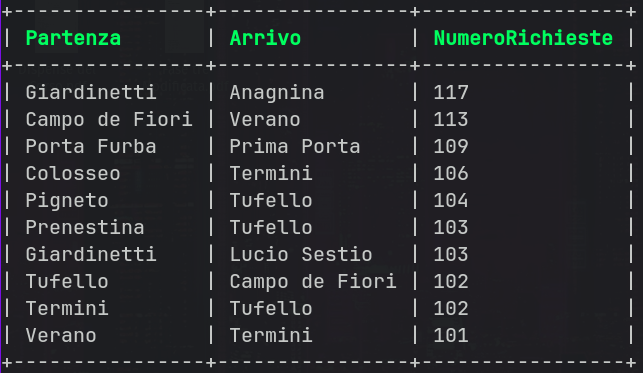 +----------------+----------------+-----------------+
| Partenza       | Arrivo         | NumeroRichieste |
+----------------+----------------+-----------------+
| Giardinetti    | Anagnina       | 117             |
| Campo de Fiori | Verano         | 113             |
| Porta Furba    | Prima Porta    | 109             |
| Colosseo       | Termini        | 106             |
| Pigneto        | Tufello        | 104             |
| Prenestina     | Tufello        | 103             |
| Giardinetti    | Lucio Sestio   | 103             |
| Tufello        | Campo de Fiori | 102             |
| Termini        | Tufello        | 102             |
| Verano         | Termini        | 101             |
+----------------+----------------+-----------------+